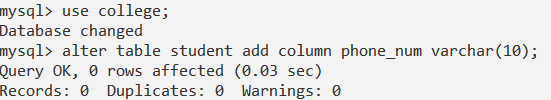 mysql> use college;
Database changed
mysql> alter table student add column phone_num varchar(10);
Query OK, 0 rows affected (0.03 sec)
Records: 0  Duplicates: 0  Warnings: 0